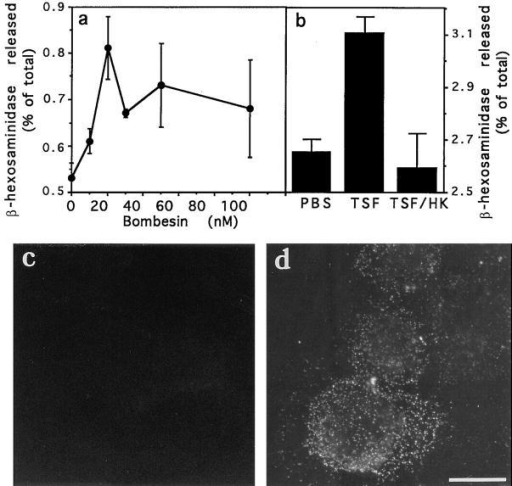 a
β-hexosaminidase released
(% of total)
0.9
0.8
0.7
0.6
0.5
0 20 40 60 80 100
Bombesin (nM)
b
3.1
2.9
2.7
2.5
β-hexosaminidase released
(% of total)
PBS TSF TSF/HK
c
d